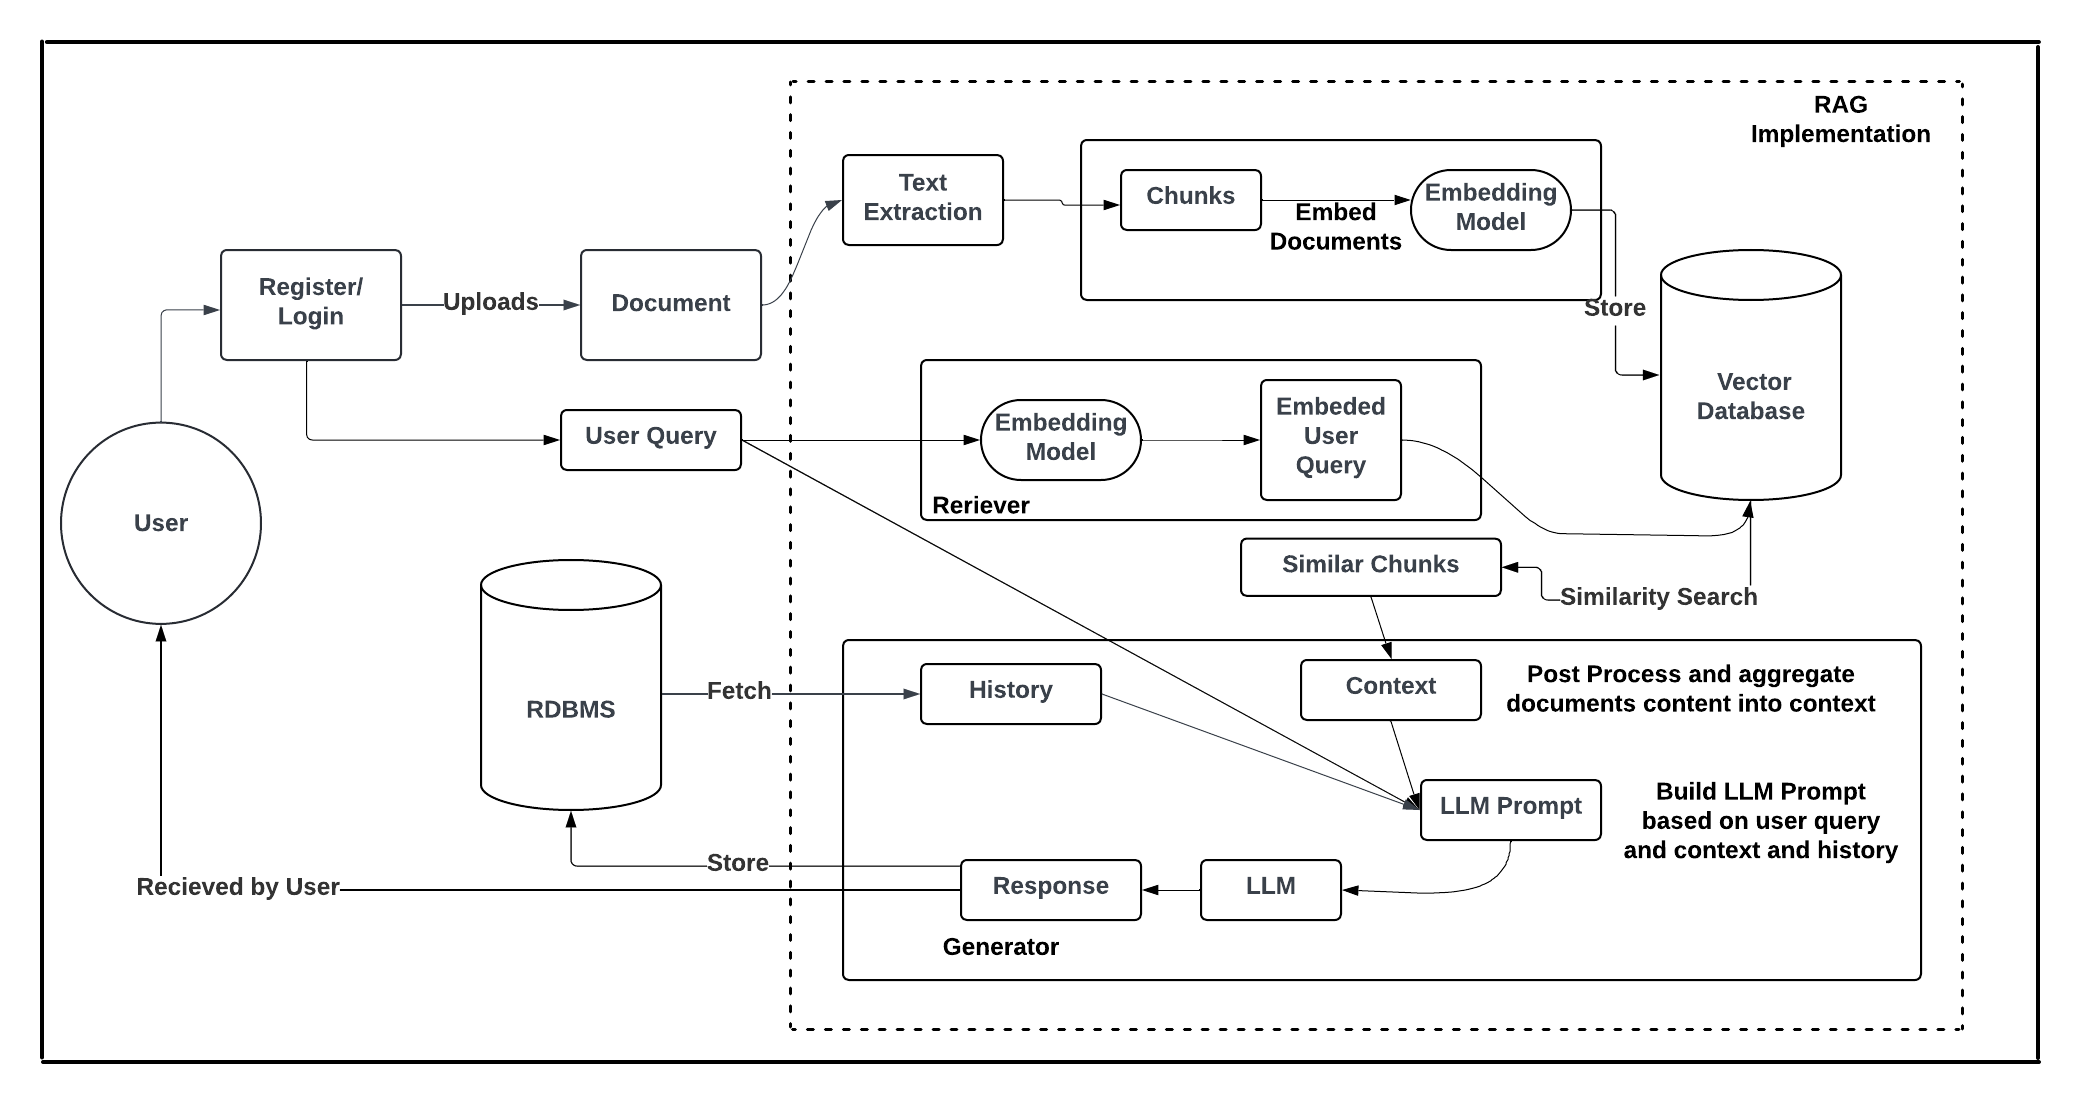 RAG
Implementation
Text
Extraction
Chunks
Embed
Documents
Embedding
Model
Register/
Login
Uploads
Document
Store
Vector
Database
User Query
Embedding
Model
Embeded
User
Query
Reriever
User
Similar Chunks
Similarity Search
RDBMS
Fetch
History
Context
Post Process and aggregate
documents content into context
LLM Prompt
Build LLM Prompt
based on user query
and context and history
Store
Recieved by User
Response
LLM
Generator